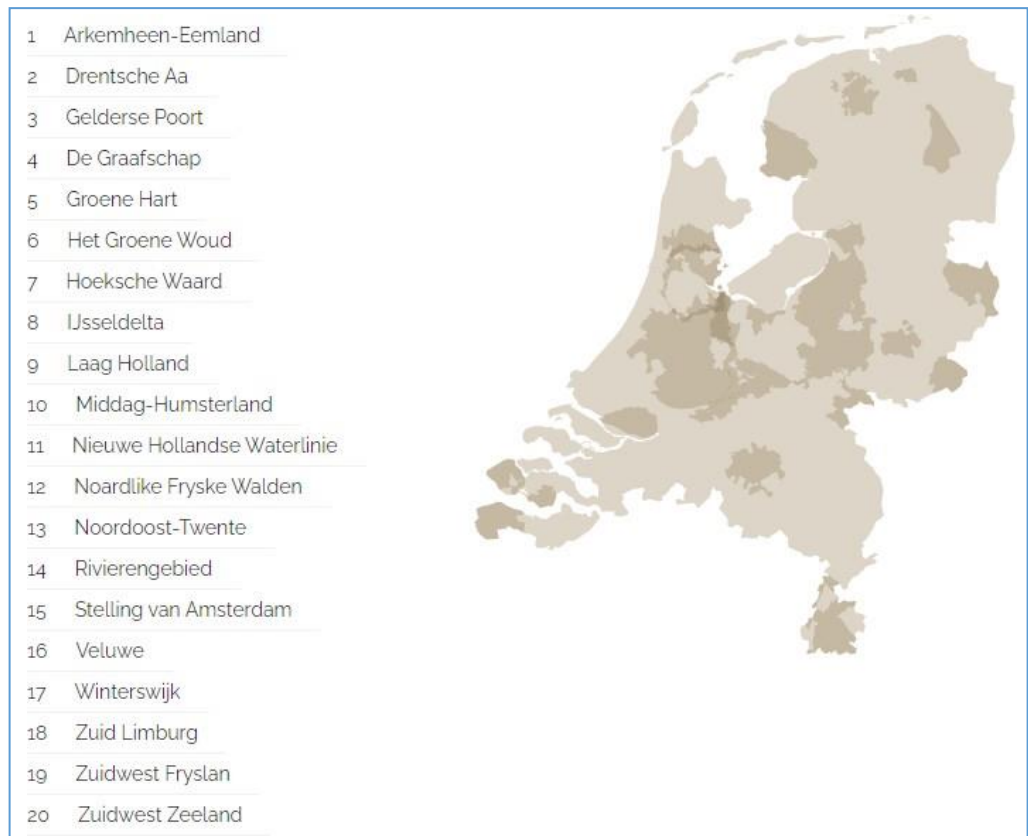 1 Arkemheen-Eemland
2 Drentsche Aa
3 Gelderse Poort
4 De Graafschap
5 Groene Hart
6 Het Groene Woud
7 Hoeksche Waard
8 IJsseldelta
9 Laag Holland
10 Middag-Humsterland
11 Nieuwe Hollandse Waterlinie
12 Noardlike Fryske Walden
13 Noordoost-Twente
14 Rivierengebied
15 Stelling van Amsterdam
16 Veluwe
17 Winterswijk
18 Zuid Limburg
19 Zuidwest Fryslan
20 Zuidwest Zeeland